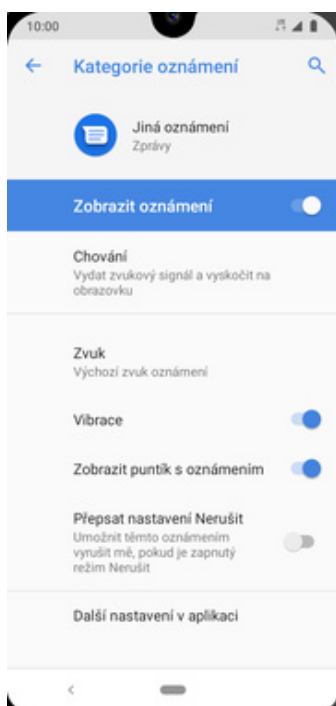 10:00
Kategorie oznámení
Jiná oznámení
Zprávy
Zobrazit oznámení
Chování
Vydat zvukový signál a vyskočit na
obrazovku
Zvuk
Výchozí zvuk oznámení
Vibrace
Zobrazit puntík s oznámením
Přepsat nastavení Nerušit
Umožnit těmto oznámením
vyrušit mě, pokud je zapnutý
režim Nerušit
Další nastavení v aplikaci